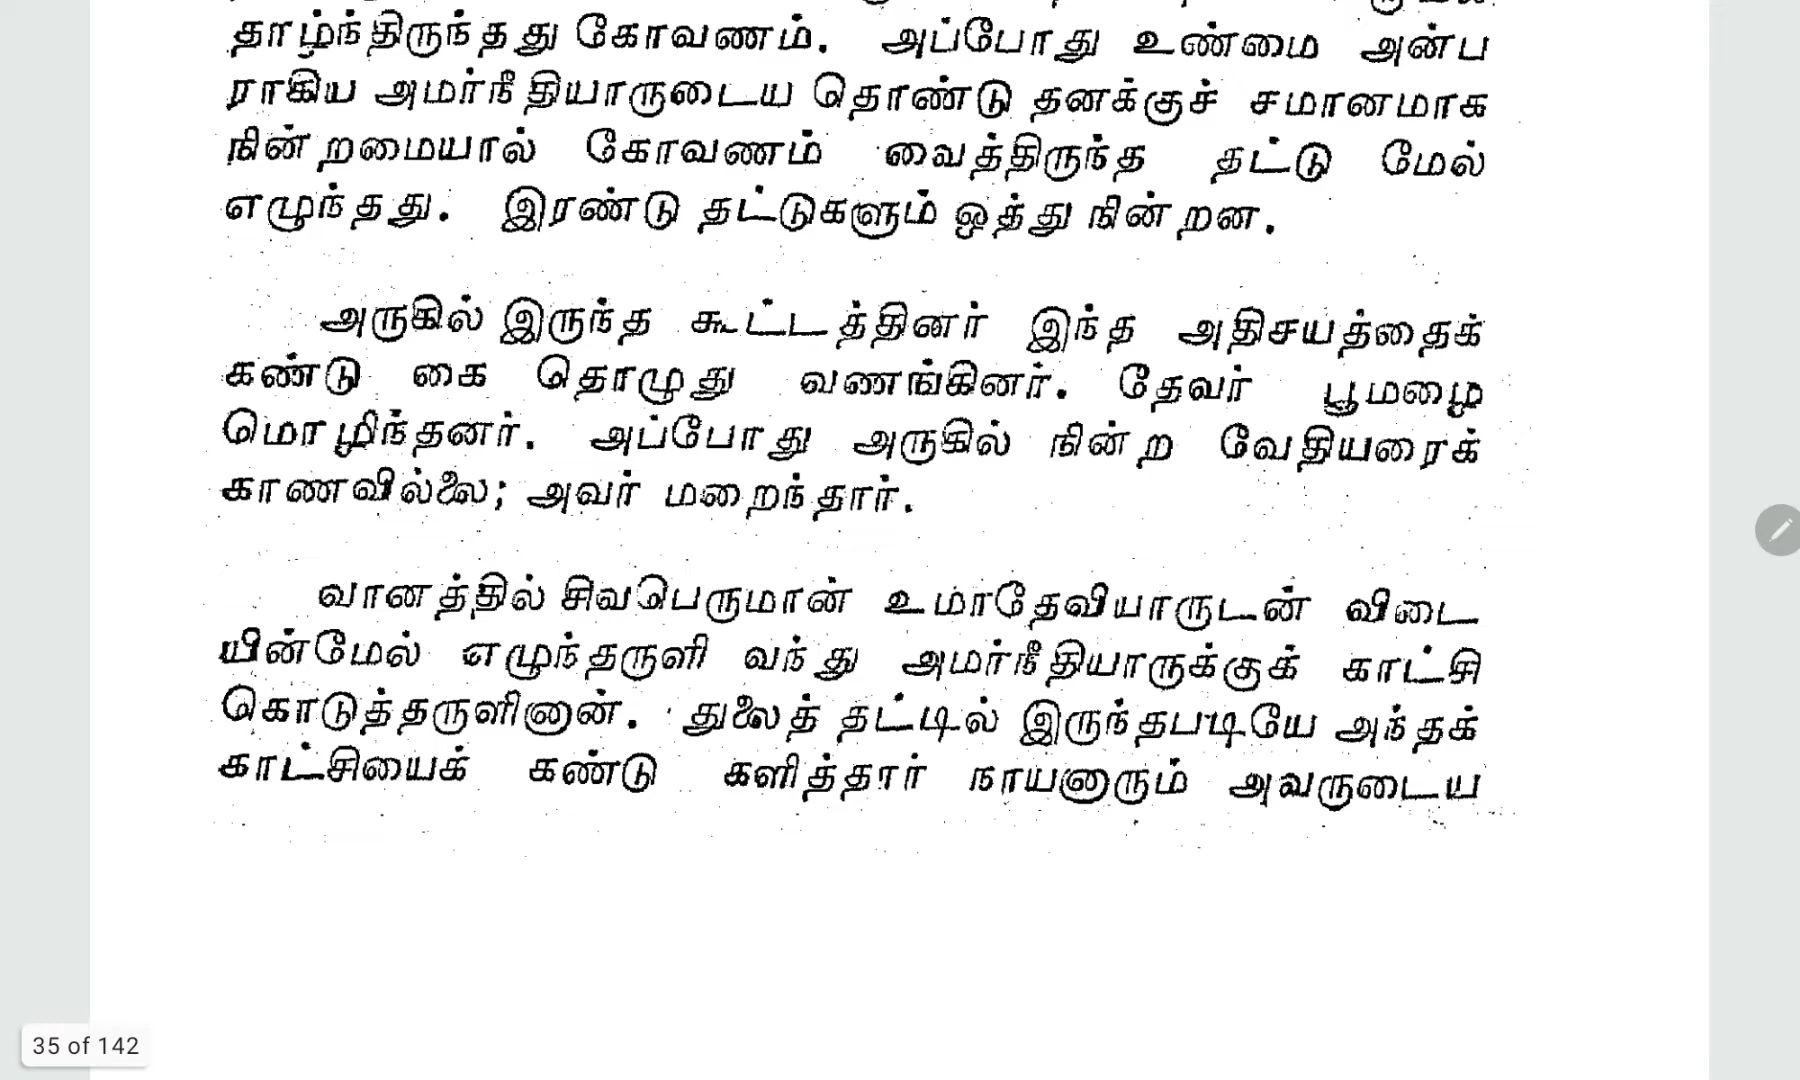 தாழ்ந்திருந்தது கோவணம். அப்போது உண்மை அன்ப
ராகிய அமர்நீதியாருடைய தொண்டு தனக்குச் சமானமாக
நின்றமையால் கோவணம் வைத்திருந்த தட்டு மேல்
எழுந்தது. இரண்டு தட்டுகளும் ஒத்து நின்றன.
அருகில் இருந்த கூட்டத்தினர் இந்த அதிசயத்தைக்
கண்டு கை தொழுது வணங்கினர். தேவர் பூமழை
மொழிந்தனர். அப்போது அருகில் நின்ற வேதியரைக்
காணவில்லை; அவர் மறைந்தார்.
வானத்தில் சிவபெருமான் உமாதேவியாருடன் விடை
யின்மேல் எழுந்தருளி வந்து அமர்நீதியாருக்குக் காட்சி
கொடுத்தருளினான். துலைத் தட்டில் இருந்தபடியே அந்தக்
காட்சியைக் கண்டு களித்தார் நாயனாரும் அவருடைய
35 of 142